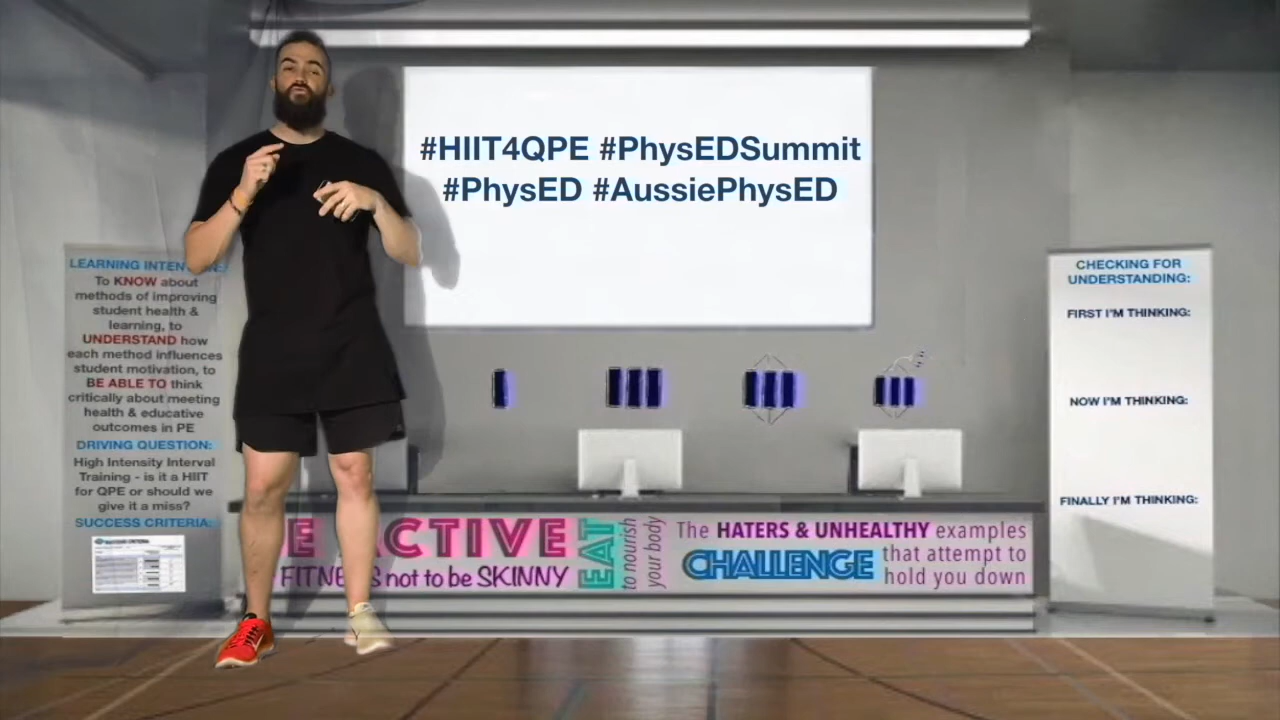 #HIIT4QPE #PhysEDSummit
#PhysED #AussiePhysED
LEARNING
To KNOW about
methods of improving
student health &
learning, to
UNDERSTAND how
each method influences
student motivation, to
BE ABLE TO think
critically about meeting
health & educative
outcomes in PE
DRIVING QUESTION:
High Intensity Interval
Training - is it a HIIT
for QPE or should we
give it a miss?
SUCCESS CRITERIA:
CHECKING FOR
UNDERSTANDING:
FIRST I'M THINKING:
NOW I'M THINKING:
FINALLY I'M THINKING:
ACTIVE
FITNESS not to be SKINNY
EAT
to nourish
your body
The HATERS & UNHEALTHY examples
CHALLENGE that attempt to
hold you down